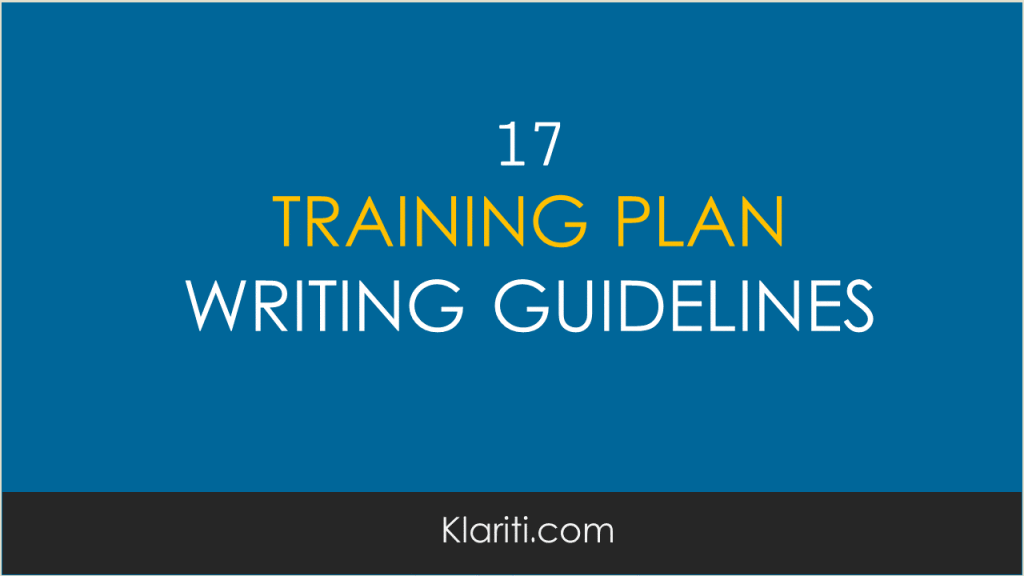 17
TRAINING PLAN
WRITING GUIDELINES
Klariti.com